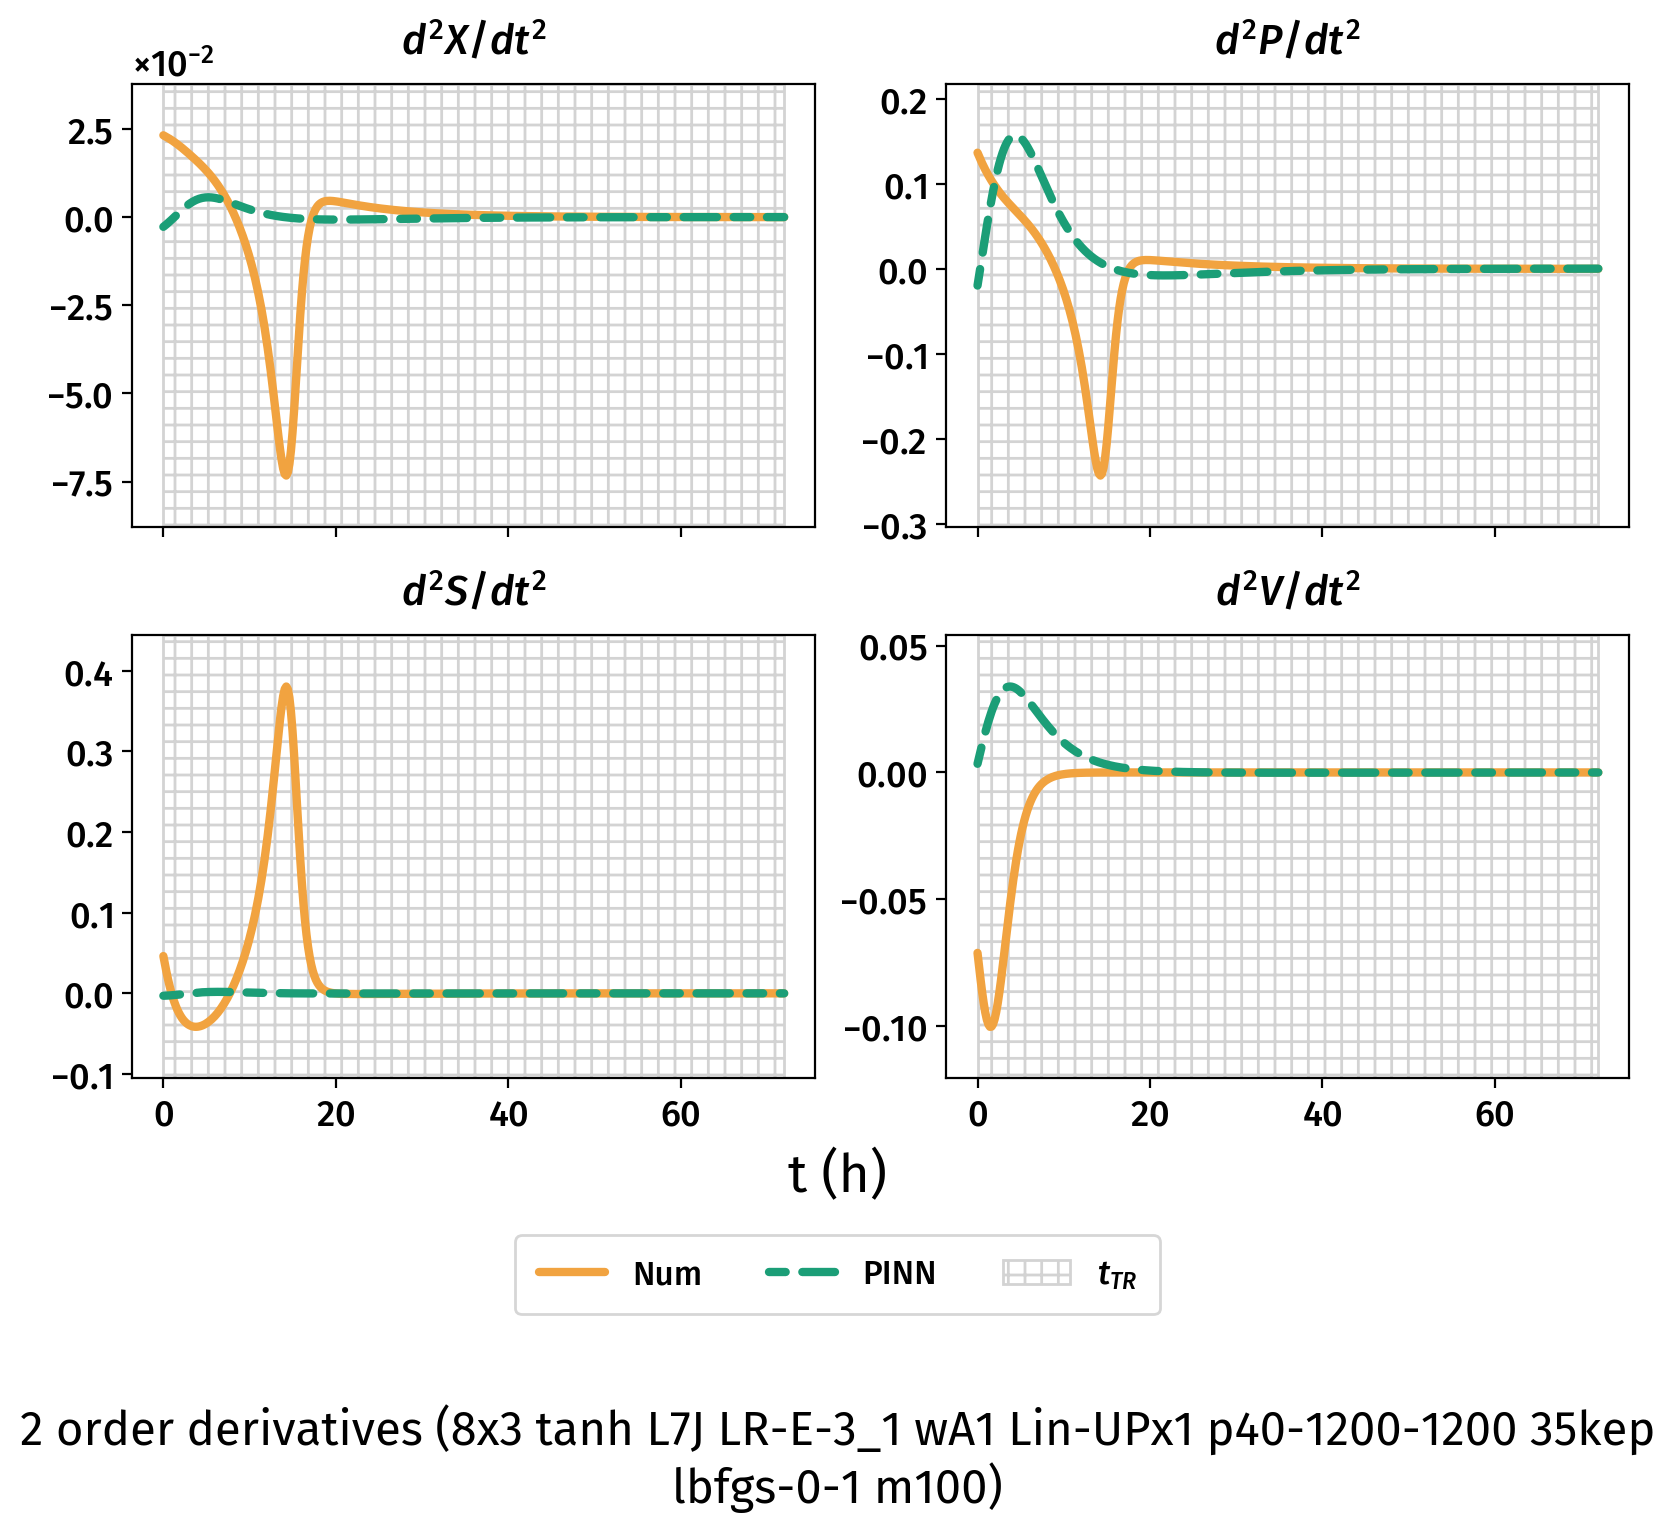 d²X/dt²
×10⁻²
2.5
0.0
−2.5
−5.0
−7.5
d²P/dt²
0.2
0.1
0.0
−0.1
−0.2
−0.3
d²S/dt²
0.4
0.3
0.2
0.1
0.0
−0.1
0 20 40 60
d²V/dt²
0.05
0.00
−0.05
−0.10
0 20 40 60
t (h)
Num PINN t_TR
2 order derivatives (8x3 tanh L7J LR-E-3_1 wA1 Lin-UPx1 p40-1200-1200 35kep
lbfgs-0-1 m100)